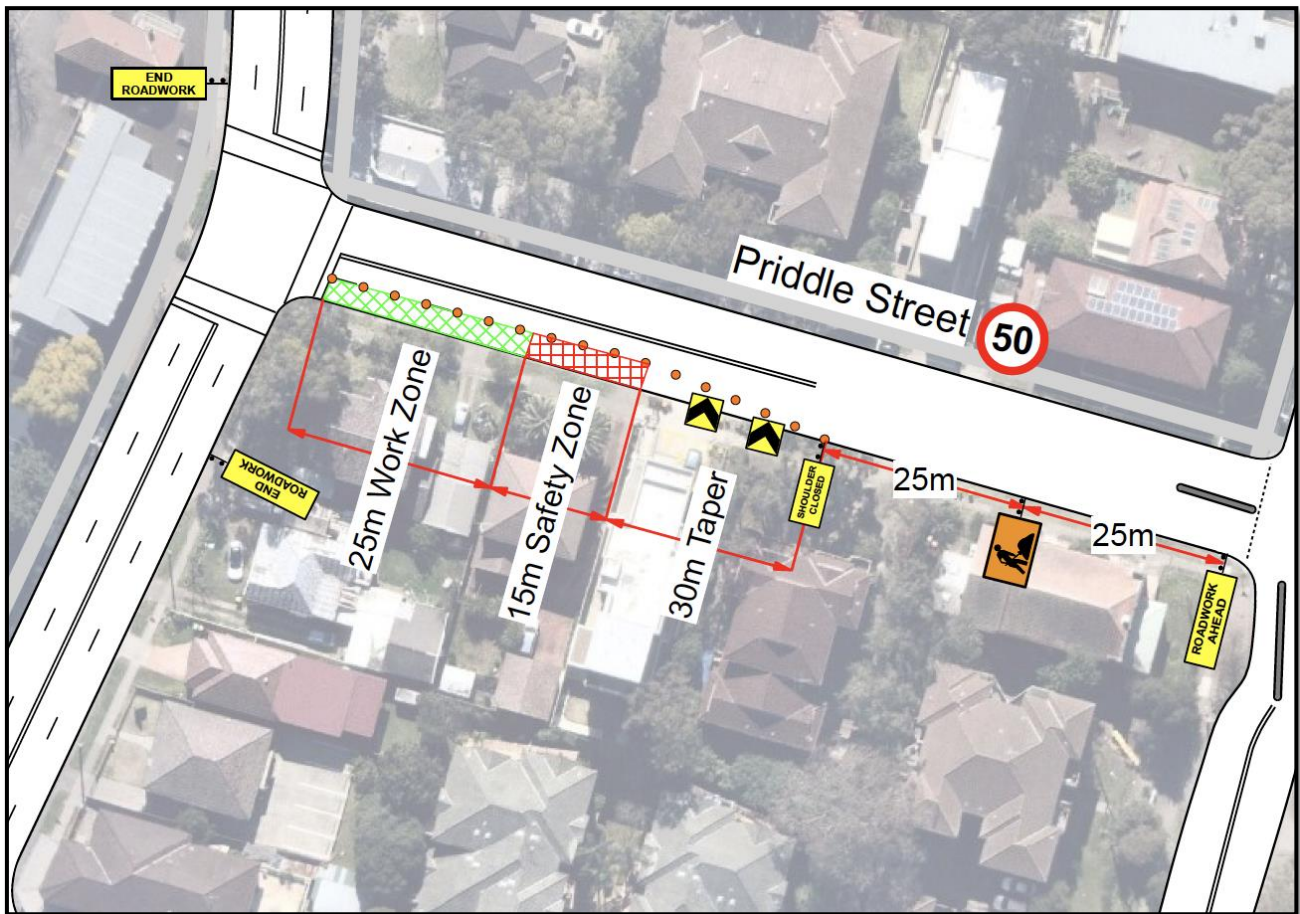 END
ROADWORK
Priddle Street
50
25m Work Zone
15m Safety Zone
30m Taper
SHOULDER
CLOSED
25m
25m
END
ROADWORK
ROADWORK
AHEAD